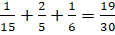 1/15 + 2/5 + 1/6 = 19/30